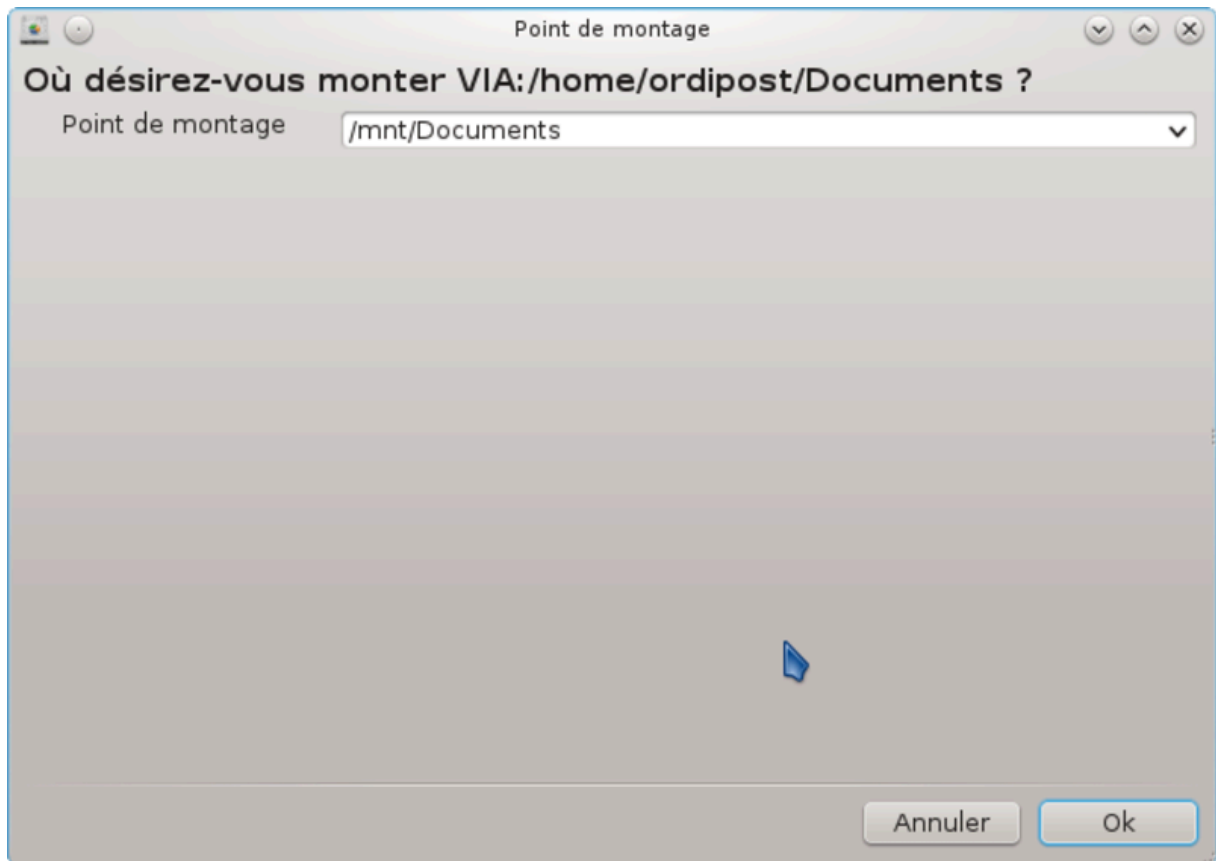 Point de montage
Où désirez-vous monter VIA:/home/ordipost/Documents ?
Point de montage /mnt/Documents
Annuler Ok